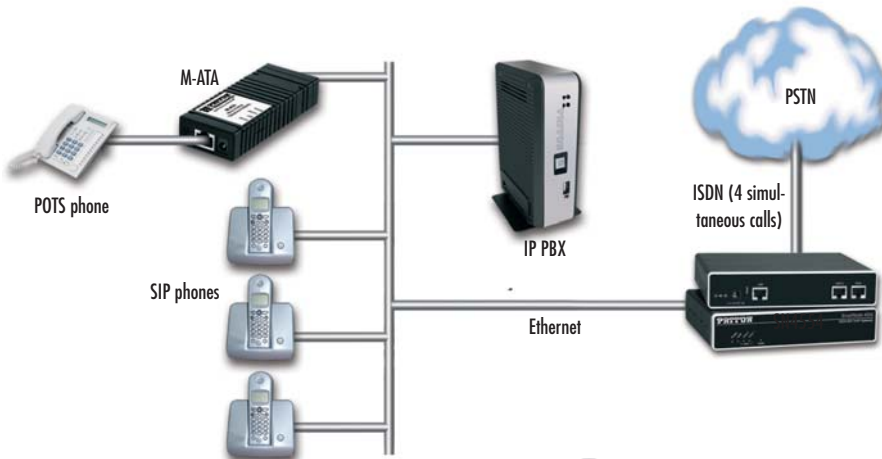 M-ATA
PSTN
POTS phone
ISDN (4 simul-
taneous calls)
IP PBX
SIP phones
PATTON
Ethernet